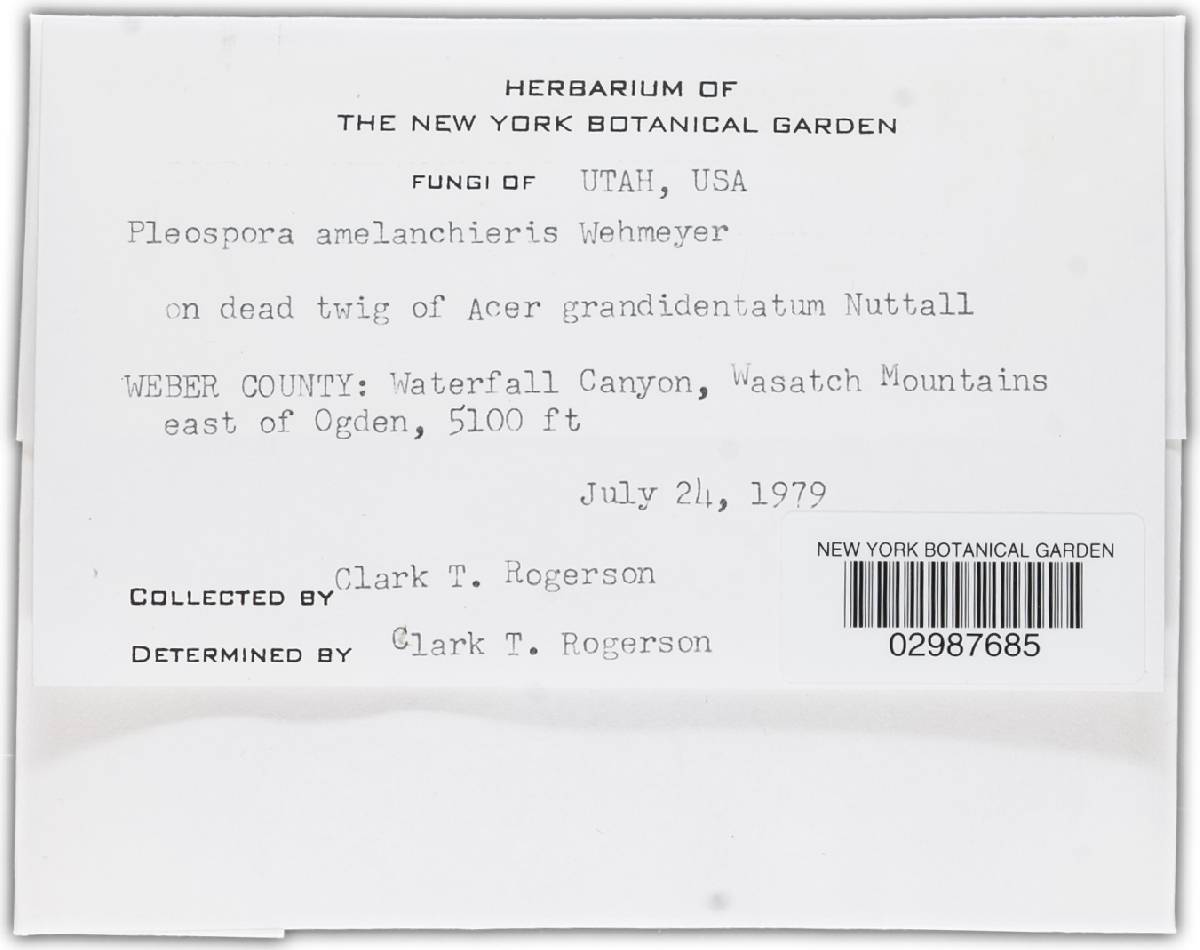 HERBARIUM OF
THE NEW YORK BOTANICAL GARDEN
FUNGI OF UTAH, USA
Pleospora amelanchieris Wehmeyer
on dead twig of Acer grandidentatum Nuttall
WEBER COUNTY: Waterfall Canyon, Wasatch Mountains
east of Ogden, 5100 ft
July 24, 1979
NEW YORK BOTANICAL GARDEN
02987685
COLLECTED BY Clark T. Rogerson
DETERMINED BY Clark T. Rogerson